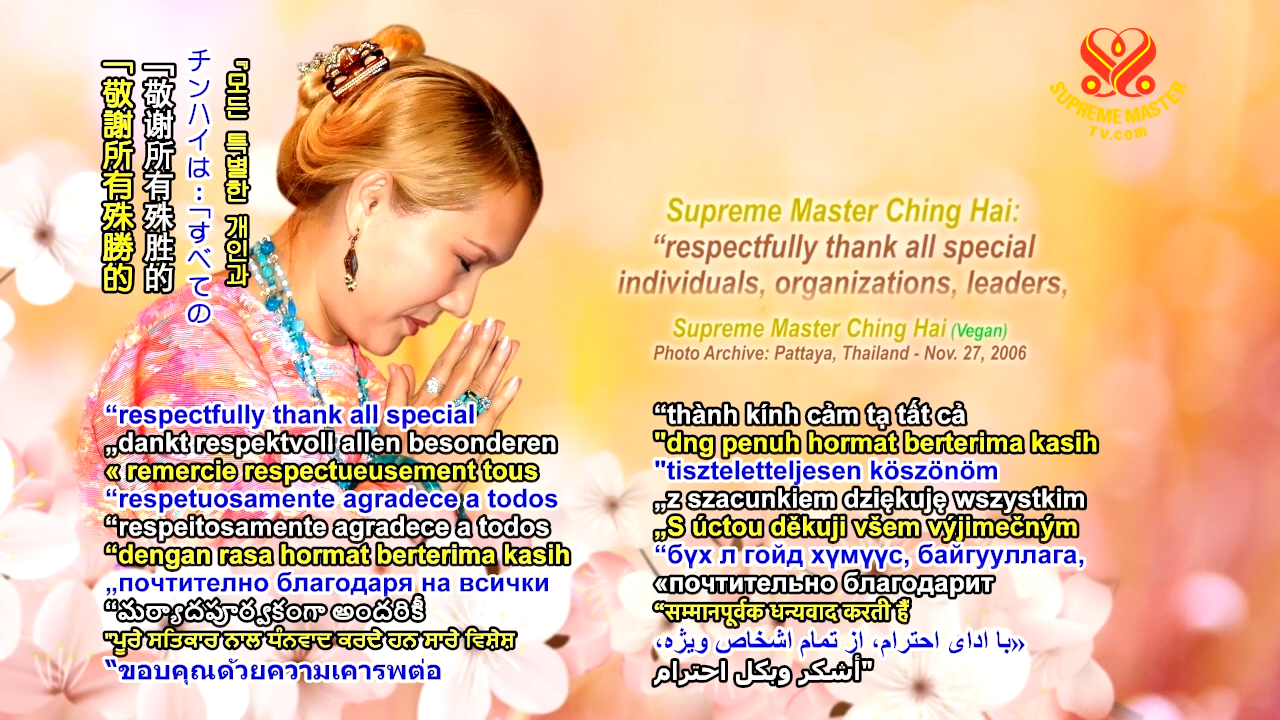 「敬謝所有殊勝的
「敬谢所有殊胜的
チンハイは：「すべての
『모든 특별한 개인과
SUPREME MASTER
TV.com
Supreme Master Ching Hai:
“respectfully thank all special
individuals, organizations, leaders,
Supreme Master Ching Hai (Vegan)
Photo Archive: Pattaya, Thailand - Nov. 27, 2006
“respectfully thank all special
„dankt respektvoll allen besonderen
« remercie respectueusement tous
“respetuosamente agradece a todos
“respeitosamente agradece a todos
“dengan rasa hormat berterima kasih
„почтително благодаря на всички
“మర్యాదపూర్వకంగా అందరికీ
"ਪੂਰੇ ਸਤਿਕਾਰ ਨਾਲ ਧੰਨਵਾਦ ਕਰਦੇ ਹਨ ਸਾਰੇ ਵਿਸ਼ੇਸ਼
“ขอบคุณด้วยความเคารพต่อ
“thành kính cảm tạ tất cả
"dng penuh hormat berterima kasih
"tiszteletteljesen köszönöm
„z szacunkiem dziękuję wszystkim
„S úctou děkuji všem výjimečným
“бүх л гойд хүмүүс, байгууллага,
«почтительно благодарит
“सम्मानपूर्वक धन्यवाद करती हैं
«با ادای احترام، از تمام اشخاص ویژه،
"أشكر وبكل احترام